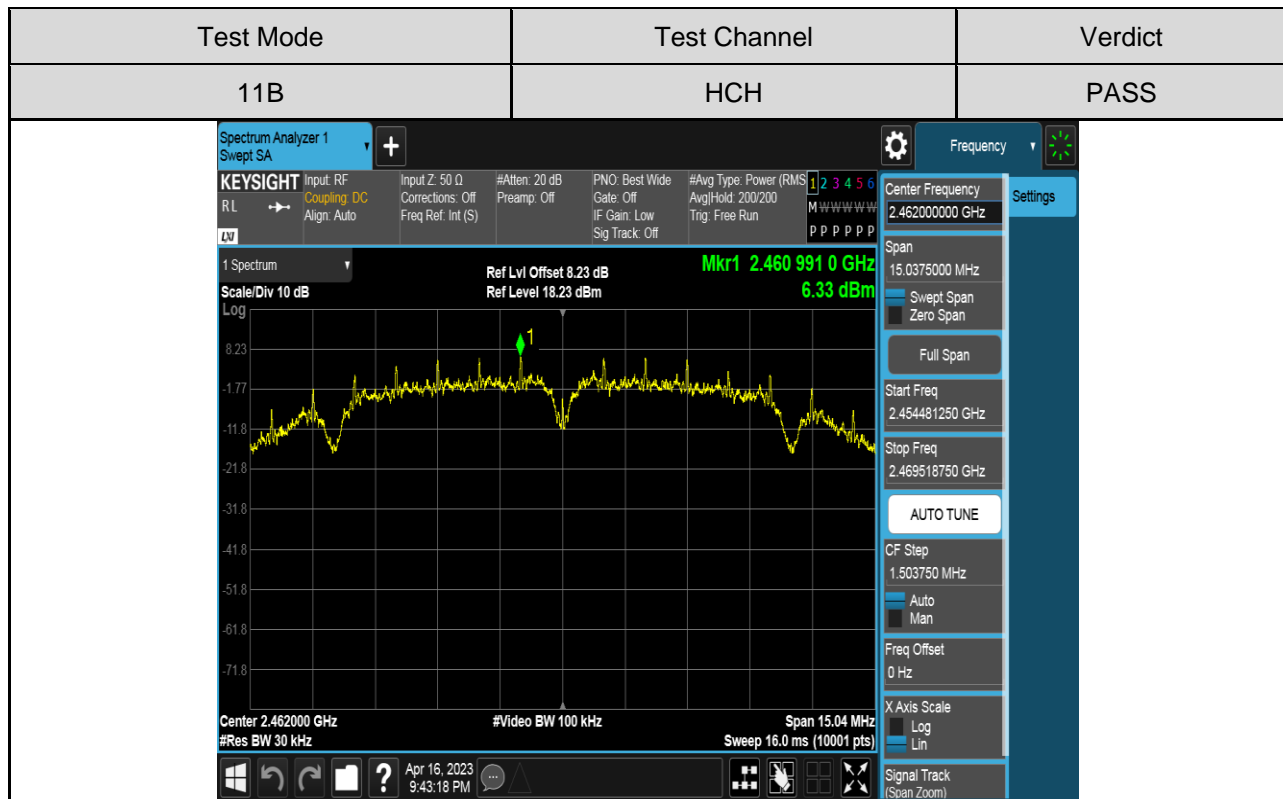 Test Mode Test Channel Verdict
11B HCH PASS
Spectrum Analyzer 1
Swept SA
Frequency
KEYSIGHT
RL
LXI
Input: RF
Coupling: DC
Align: Auto
Input Z: 50 Ω
Corrections: Off
Freq Ref: Int (S)
#Atten: 20 dB
Preamp: Off
PNO: Best Wide
Gate: Off
IF Gain: Low
Sig Track: Off
#Avg Type: Power (RMS
Avg|Hold: 200/200
Trig: Free Run
1 2 3 4 5 6
M W W W W W
P P P P P P
1 Spectrum
Scale/Div 10 dB
Ref Lvl Offset 8.23 dB
Ref Level 18.23 dBm
Mkr1 2.460 991 0 GHz
6.33 dBm
Log
1
8.23
-1.77
-11.8
-21.8
-31.8
-41.8
-51.8
-61.8
-71.8
Center 2.462000 GHz
#Res BW 30 kHz
#Video BW 100 kHz
Span 15.04 MHz
Sweep 16.0 ms (10001 pts)
Center Frequency
2.462000000 GHz
Settings
Span
15.0375000 MHz
Swept Span
Zero Span
Full Span
Start Freq
2.454481250 GHz
Stop Freq
2.469518750 GHz
AUTO TUNE
CF Step
1.503750 MHz
Auto
Man
Freq Offset
0 Hz
X Axis Scale
Log
Lin
Signal Track
(Span Zoom)
?
Apr 16, 2023
9:43:18 PM